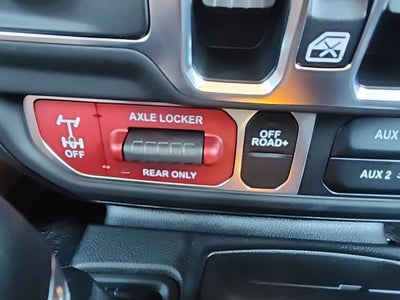 AXLE LOCKER
OFF
REAR ONLY
OFF
ROAD+
AUX
AUX 2